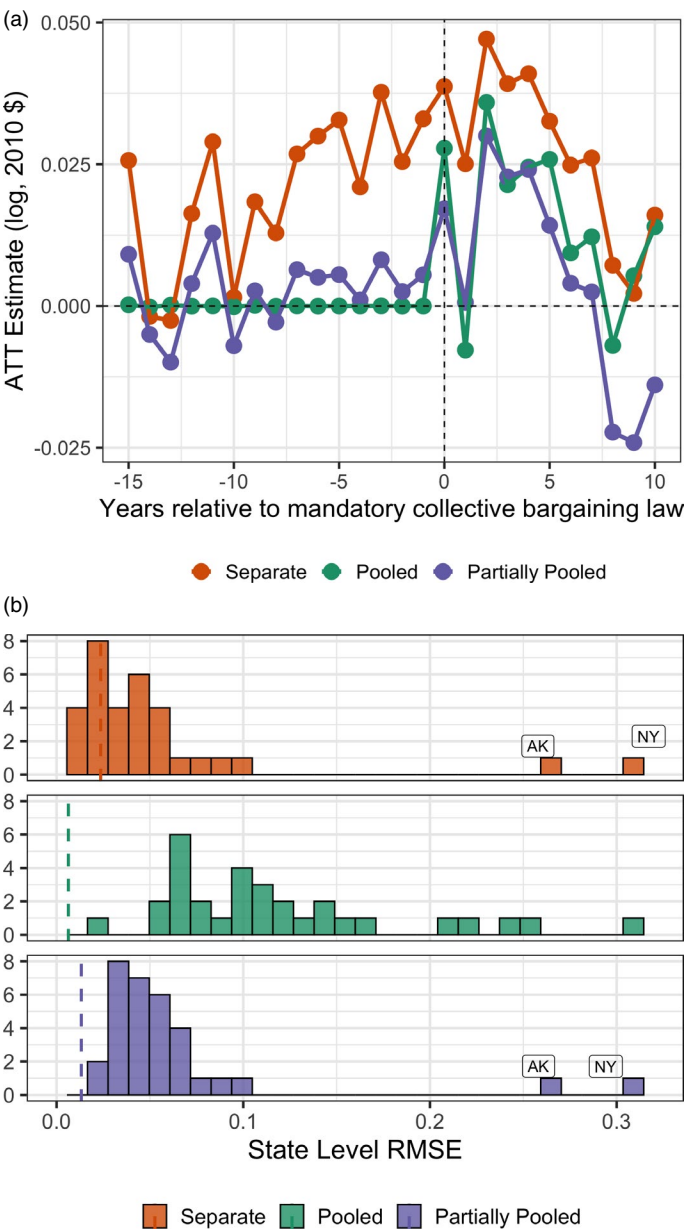 (a)
0.050
0.025
0.000
-0.025
ATT Estimate (log, 2010 $)
-15 -10 -5 0 5 10
Years relative to mandatory collective bargaining law
Separate Pooled Partially Pooled
(b)
8
6
4
2
0
AK NY
8
6
4
2
0
8
6
4
2
0
AK NY
0.0 0.1 0.2 0.3
State Level RMSE
Separate Pooled Partially Pooled